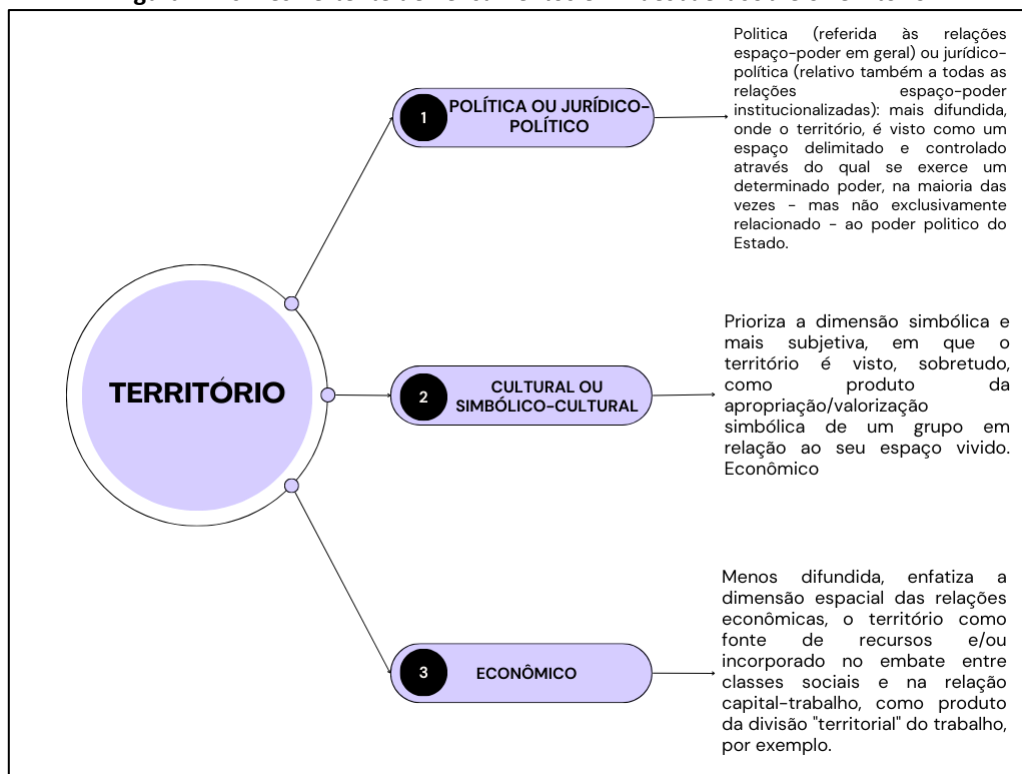 POLÍTICA OU JURÍDICO-
1
POLÍTICO
Politica (referida às relações
espaço-poder em geral) ou jurídico-
política (relativo também a todas as
relações espaço-poder
institucionalizadas): mais difundida,
onde o território, é visto como um
espaço delimitado e controlado
através do qual se exerce um
determinado poder, na maioria das
vezes - mas não exclusivamente
relacionado - ao poder politico do
Estado.
TERRITÓRIO
2
CULTURAL OU
SIMBÓLICO-CULTURAL
Prioriza a dimensão simbólica e
mais subjetiva, em que o
território é visto, sobretudo,
como produto da
apropriação/valorização
simbólica de um grupo em
relação ao seu espaço vivido.
Econômico
3
ECONÔMICO
Menos difundida, enfatiza a
dimensão espacial das relações
econômicas, o território como
fonte de recursos e/ou
incorporado no embate entre
classes sociais e na relação
capital-trabalho, como produto
da divisão "territorial" do trabalho,
por exemplo.